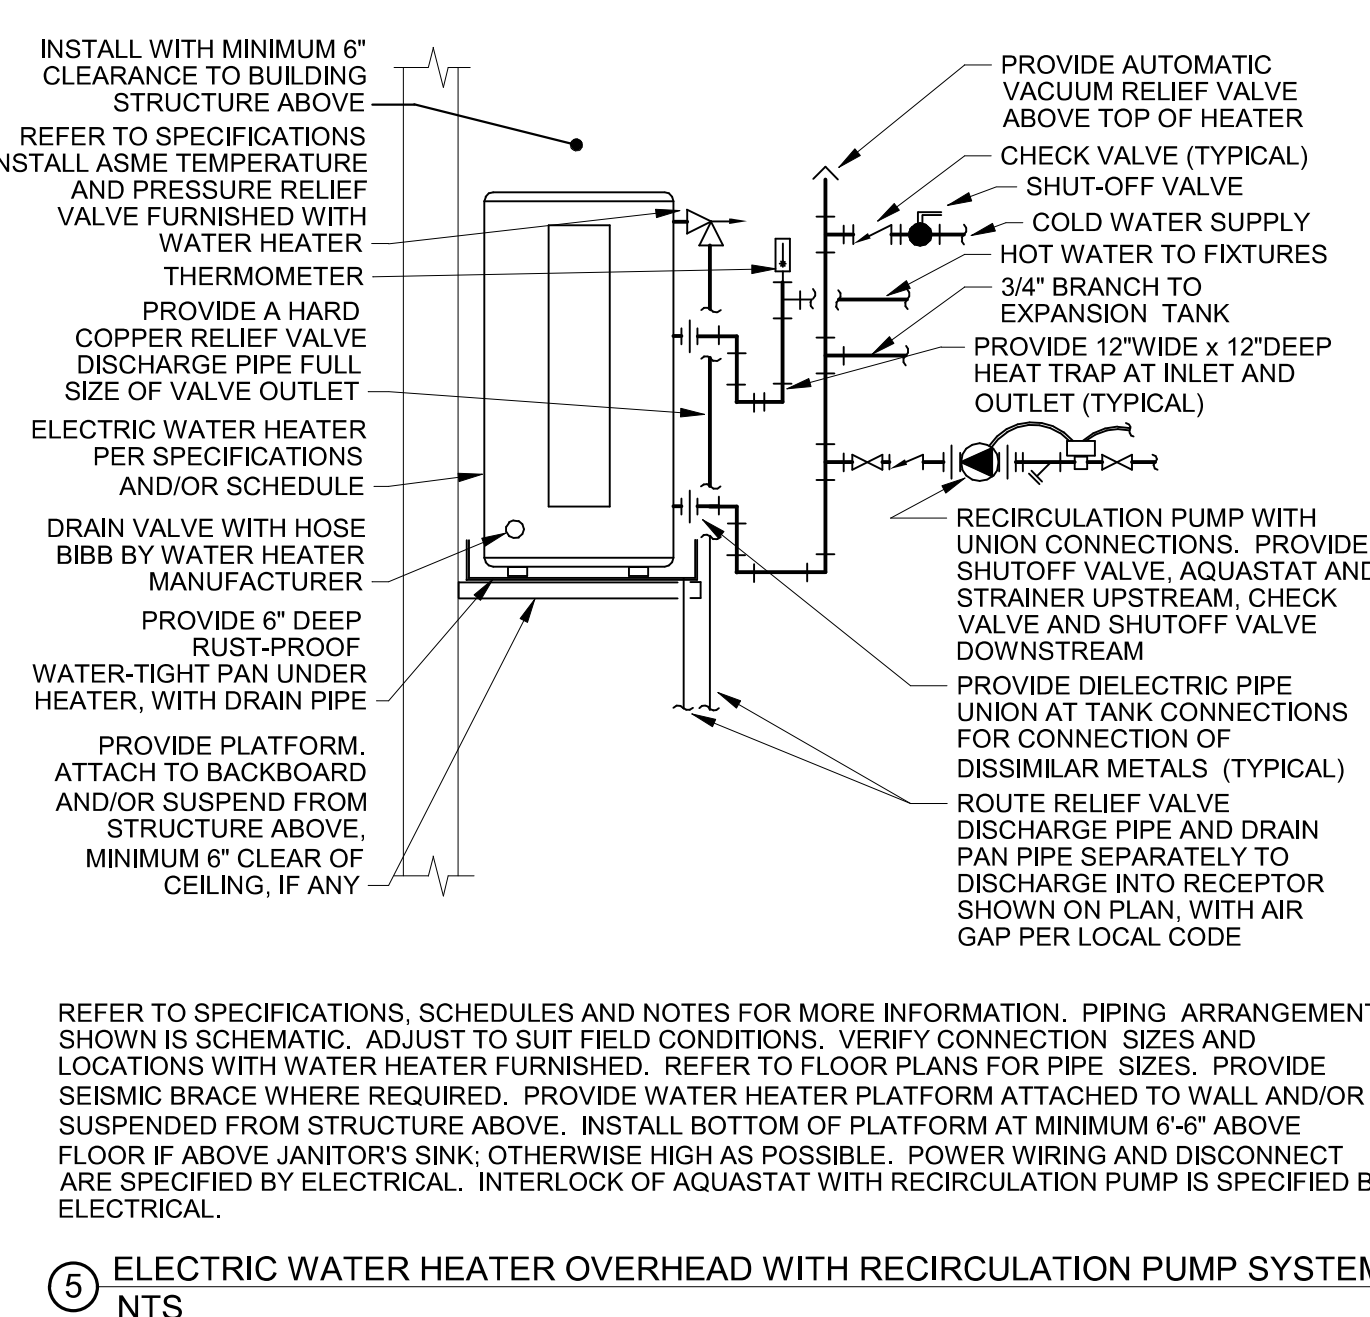 INSTALL WITH MINIMUM 6"
CLEARANCE TO BUILDING
STRUCTURE ABOVE
REFER TO SPECIFICATIONS
NSTALL ASME TEMPERATURE
AND PRESSURE RELIEF
VALVE FURNISHED WITH
WATER HEATER
THERMOMETER
PROVIDE A HARD
COPPER RELIEF VALVE
DISCHARGE PIPE FULL
SIZE OF VALVE OUTLET
ELECTRIC WATER HEATER
PER SPECIFICATIONS
AND/OR SCHEDULE
DRAIN VALVE WITH HOSE
BIBB BY WATER HEATER
MANUFACTURER
PROVIDE 6" DEEP
RUST-PROOF
WATER-TIGHT PAN UNDER
HEATER, WITH DRAIN PIPE
PROVIDE PLATFORM.
ATTACH TO BACKBOARD
AND/OR SUSPEND FROM
STRUCTURE ABOVE,
MINIMUM 6" CLEAR OF
CEILING, IF ANY
PROVIDE AUTOMATIC
VACUUM RELIEF VALVE
ABOVE TOP OF HEATER
CHECK VALVE (TYPICAL)
SHUT-OFF VALVE
COLD WATER SUPPLY
HOT WATER TO FIXTURES
3/4" BRANCH TO
EXPANSION TANK
PROVIDE 12"WIDE x 12"DEEP
HEAT TRAP AT INLET AND
OUTLET (TYPICAL)
RECIRCULATION PUMP WITH
UNION CONNECTIONS. PROVIDE
SHUTOFF VALVE, AQUASTAT AND
STRAINER UPSTREAM, CHECK
VALVE AND SHUTOFF VALVE
DOWNSTREAM
PROVIDE DIELECTRIC PIPE
UNION AT TANK CONNECTIONS
FOR CONNECTION OF
DISSIMILAR METALS (TYPICAL)
ROUTE RELIEF VALVE
DISCHARGE PIPE AND DRAIN
PAN PIPE SEPARATELY TO
DISCHARGE INTO RECEPTOR
SHOWN ON PLAN, WITH AIR
GAP PER LOCAL CODE
REFER TO SPECIFICATIONS, SCHEDULES AND NOTES FOR MORE INFORMATION. PIPING ARRANGEMENT
SHOWN IS SCHEMATIC. ADJUST TO SUIT FIELD CONDITIONS. VERIFY CONNECTION SIZES AND
LOCATIONS WITH WATER HEATER FURNISHED. REFER TO FLOOR PLANS FOR PIPE SIZES. PROVIDE
SEISMIC BRACE WHERE REQUIRED. PROVIDE WATER HEATER PLATFORM ATTACHED TO WALL AND/OR
SUSPENDED FROM STRUCTURE ABOVE. INSTALL BOTTOM OF PLATFORM AT MINIMUM 6'-6" ABOVE
FLOOR IF ABOVE JANITOR'S SINK; OTHERWISE HIGH AS POSSIBLE. POWER WIRING AND DISCONNECT
ARE SPECIFIED BY ELECTRICAL. INTERLOCK OF AQUASTAT WITH RECIRCULATION PUMP IS SPECIFIED B
ELECTRICAL.
5 ELECTRIC WATER HEATER OVERHEAD WITH RECIRCULATION PUMP SYSTEM
NTS